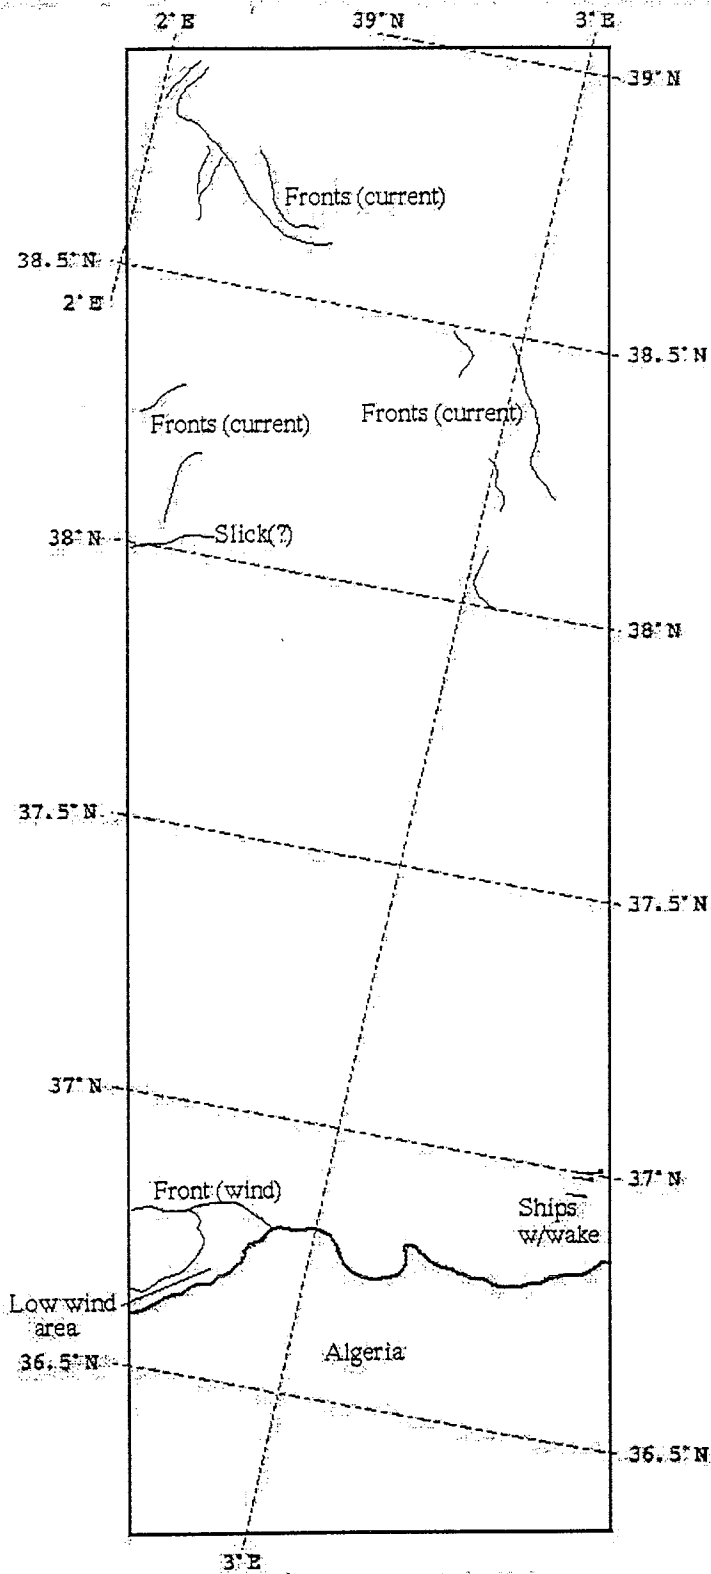 2°E 39°N 3°E
39°N
Fronts (current)
38.5°N
2°E
38.5°N
Fronts (current)
Fronts (current)
38°N
Slick(?)
38°N
37.5°N
37.5°N
37°N
37°N
Front (wind)
Ships
w/wake
Low wind
area
Algeria
36.5°N
36.5°N
3°E